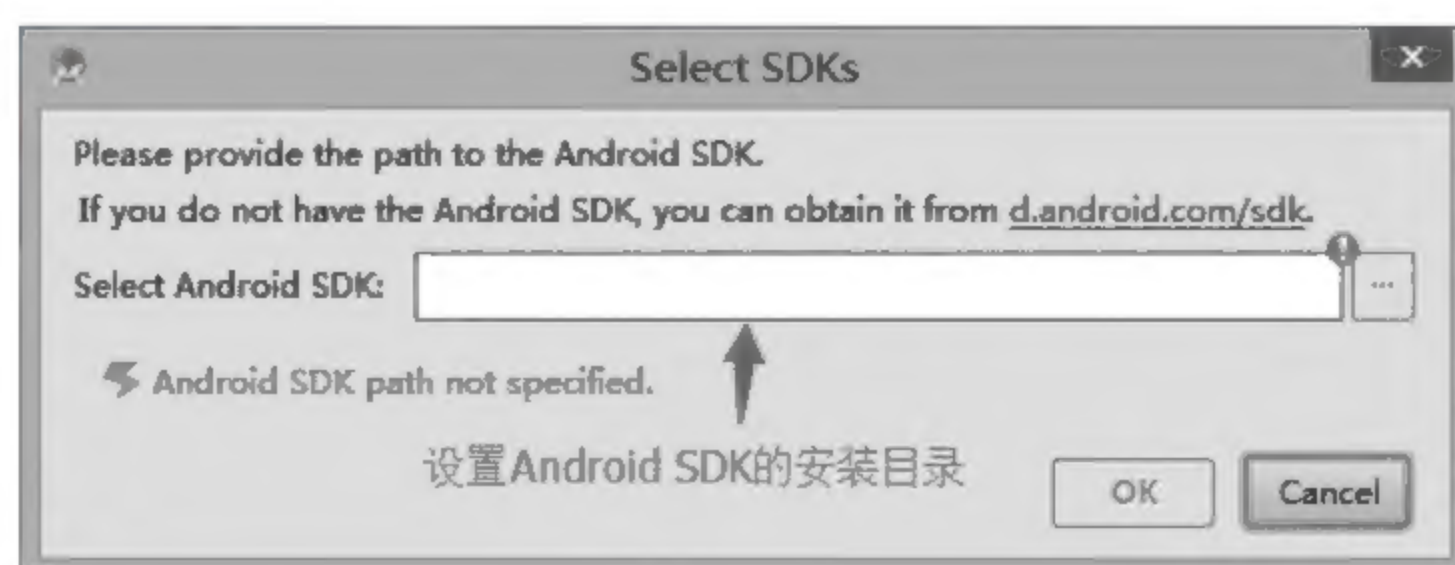 Select SDKs
Please provide the path to the Android SDK.
If you do not have the Android SDK, you can obtain it from d.android.com/sdk.
Select Android SDK:
...
Android SDK path not specified.
设置Android SDK的安装目录
OK
Cancel